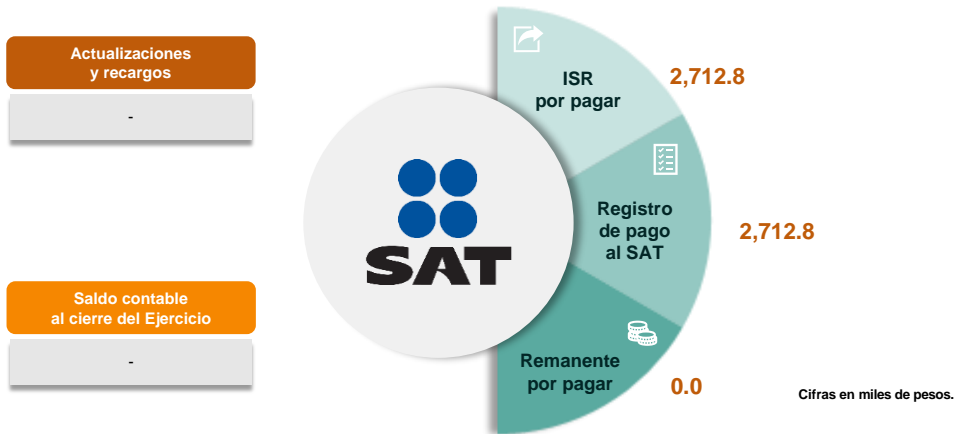 Actualizaciones
y recargos
-
Saldo contable
al cierre del Ejercicio
-
SAT
ISR
por pagar
2,712.8
Registro
de pago
al SAT
2,712.8
Remanente
por pagar
0.0
Cifras en miles de pesos.